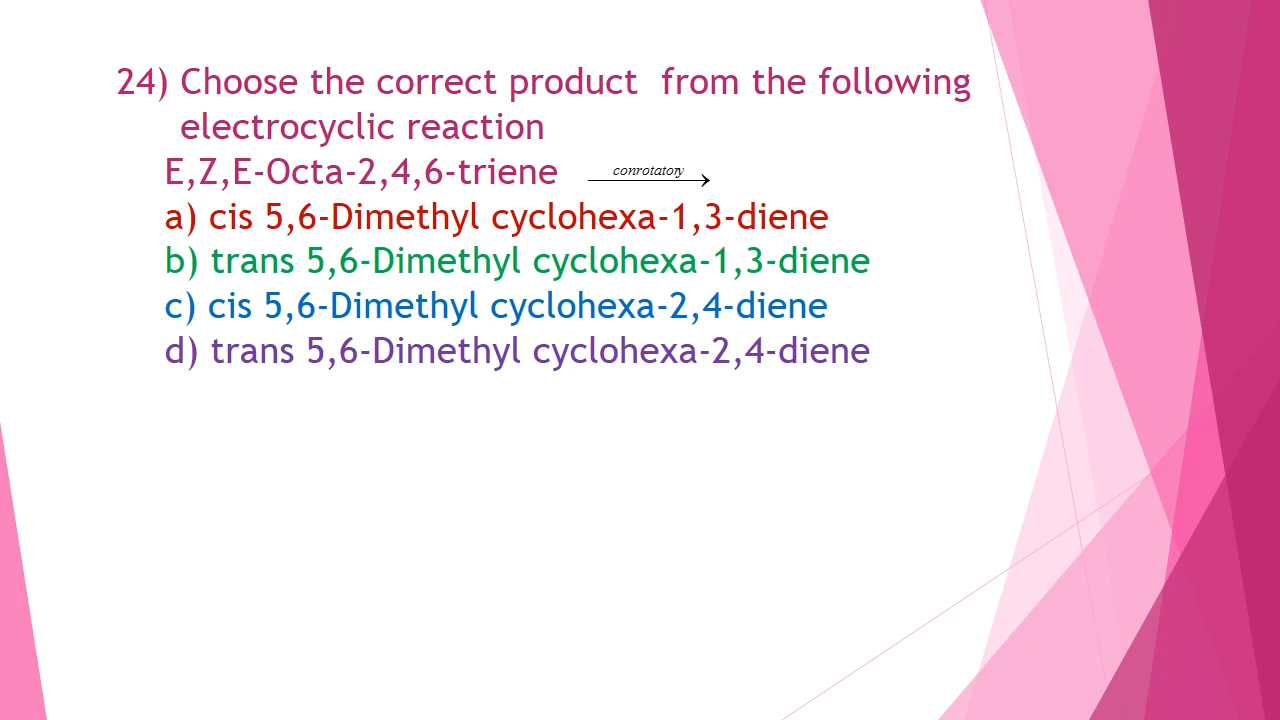 24) Choose the correct product from the following
electrocyclic reaction
E,Z,E-Octa-2,4,6-triene conrotatory
a) cis 5,6-Dimethyl cyclohexa-1,3-diene
b) trans 5,6-Dimethyl cyclohexa-1,3-diene
c) cis 5,6-Dimethyl cyclohexa-2,4-diene
d) trans 5,6-Dimethyl cyclohexa-2,4-diene